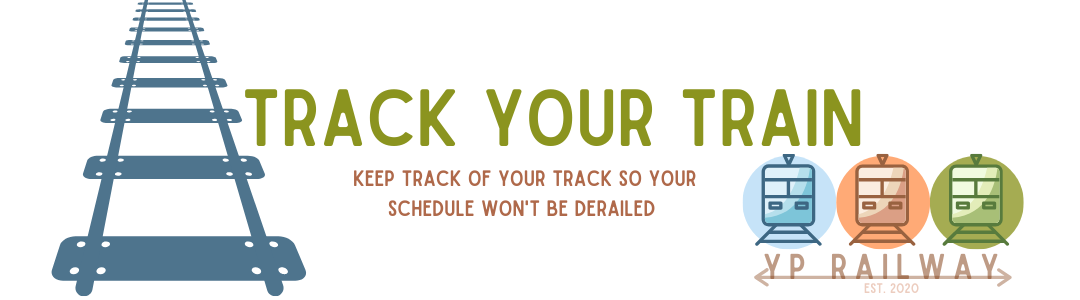 TRACK YOUR TRAIN
KEEP TRACK OF YOUR TRACK SO YOUR
SCHEDULE WON'T BE DERAILED
YP RAILWAY
EST. 2020